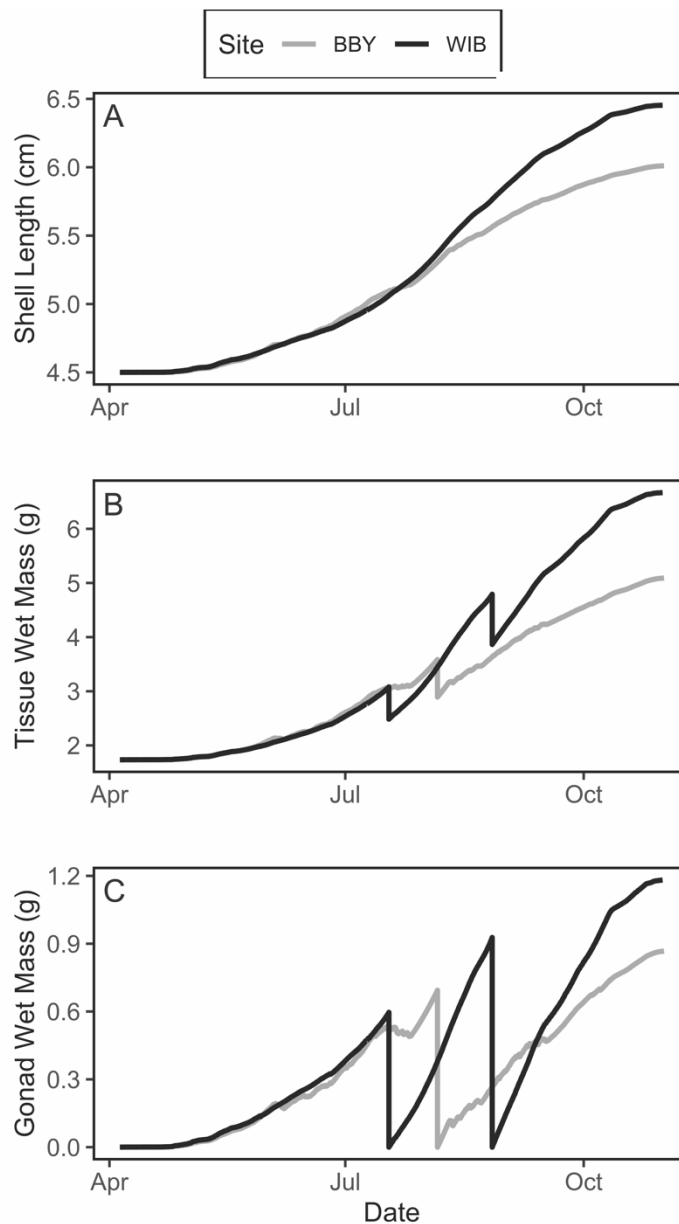 Site BBY WIB
A
Shell Length (cm)
6.5
6.0
5.5
5.0
4.5
Apr Jul Oct
B
Tissue Wet Mass (g)
6
5
4
3
2
Apr Jul Oct
C
Gonad Wet Mass (g)
1.2
0.9
0.6
0.3
0.0
Apr Jul Oct
Date